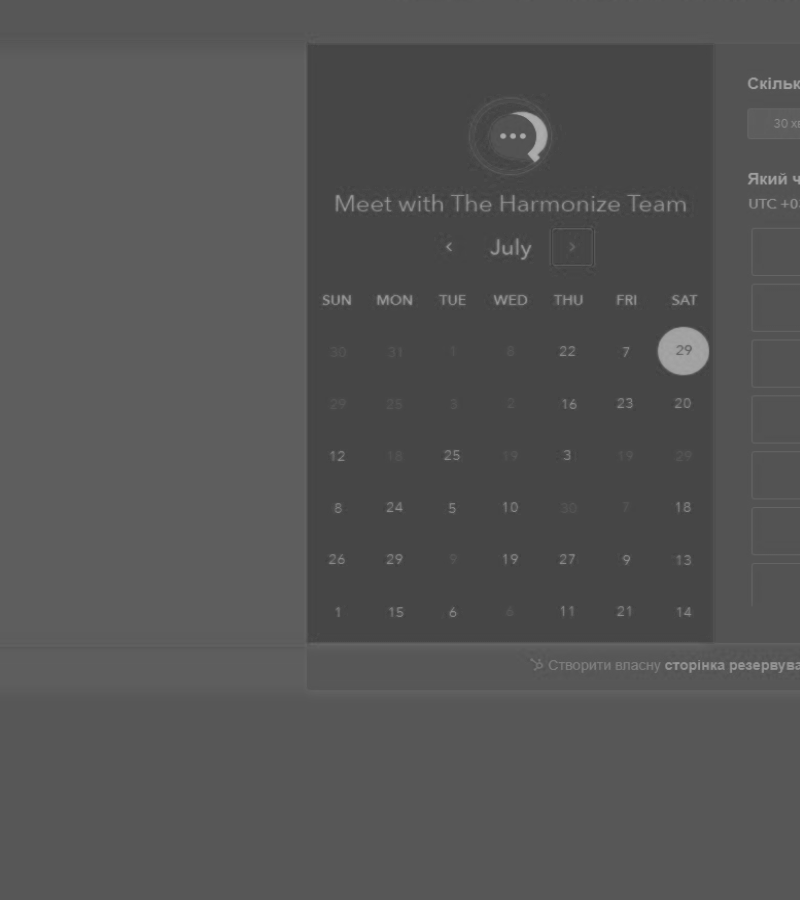 Meet with The Harmonize Team
‹ July ›
SUN MON TUE WED THU FRI SAT
30 31 1 8 22 7 29
29 25 3 2 16 23 20
12 18 25 19 3 19 29
8 24 5 10 30 7 18
26 29 9 19 27 9 13
1 15 6 6 11 21 14
Скільк
30 хв
Який ч
UTC +03
Створити власну сторінка резервува